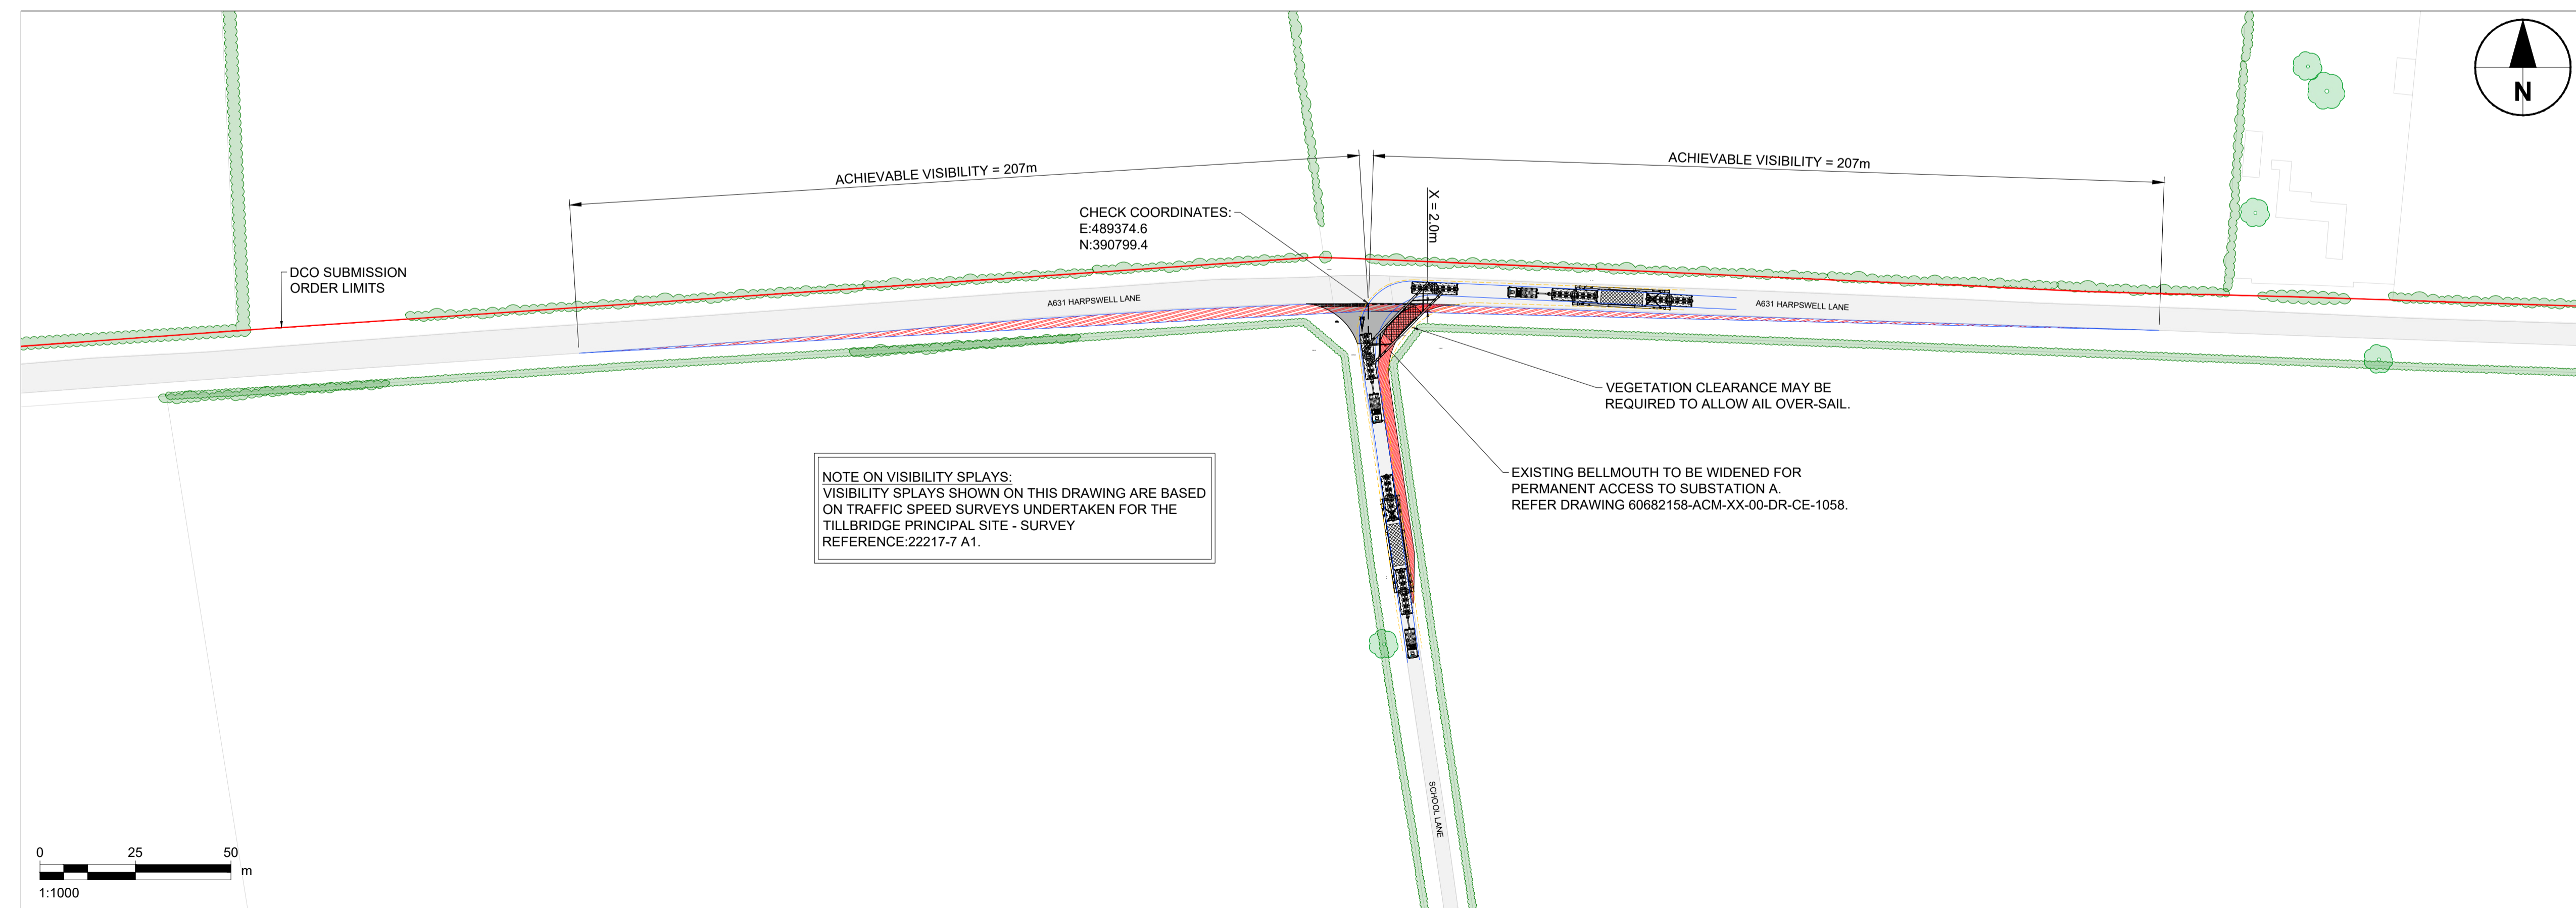 N
ACHIEVABLE VISIBILITY = 207m
ACHIEVABLE VISIBILITY = 207m
X = 2.0m
CHECK COORDINATES:
E:489374.6
N:390799.4
DCO SUBMISSION
ORDER LIMITS
A631 HARPSWELL LANE
A631 HARPSWELL LANE
VEGETATION CLEARANCE MAY BE
REQUIRED TO ALLOW AIL OVER-SAIL.
EXISTING BELLMOUTH TO BE WIDENED FOR
PERMANENT ACCESS TO SUBSTATION A.
REFER DRAWING 60682158-ACM-XX-00-DR-CE-1058.
NOTE ON VISIBILITY SPLAYS:
VISIBILITY SPLAYS SHOWN ON THIS DRAWING ARE BASED
ON TRAFFIC SPEED SURVEYS UNDERTAKEN FOR THE
TILLBRIDGE PRINCIPAL SITE - SURVEY
REFERENCE:22217-7 A1.
SCHOOL LANE
0 25 50
m
1:1000